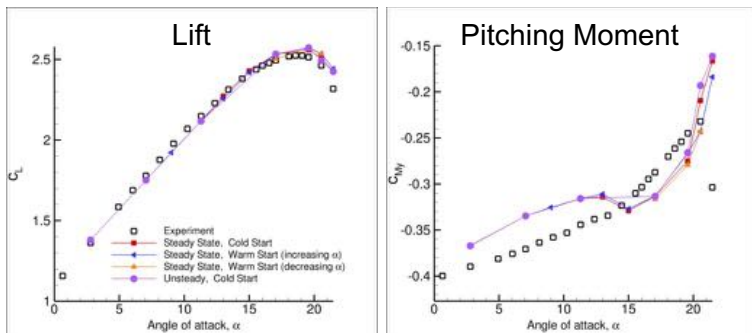 Lift
2.5
2
1.5
1
C_L
0
5
10
15
20
Angle of attack, α
Experiment
Steady State, Cold Start
Steady State, Warm Start (increasing α)
Steady State, Warm Start (decreasing α)
Unsteady, Cold Start
Pitching Moment
-0.15
-0.2
-0.25
-0.3
-0.35
-0.4
C_My
0
5
10
15
20
Angle of attack, α